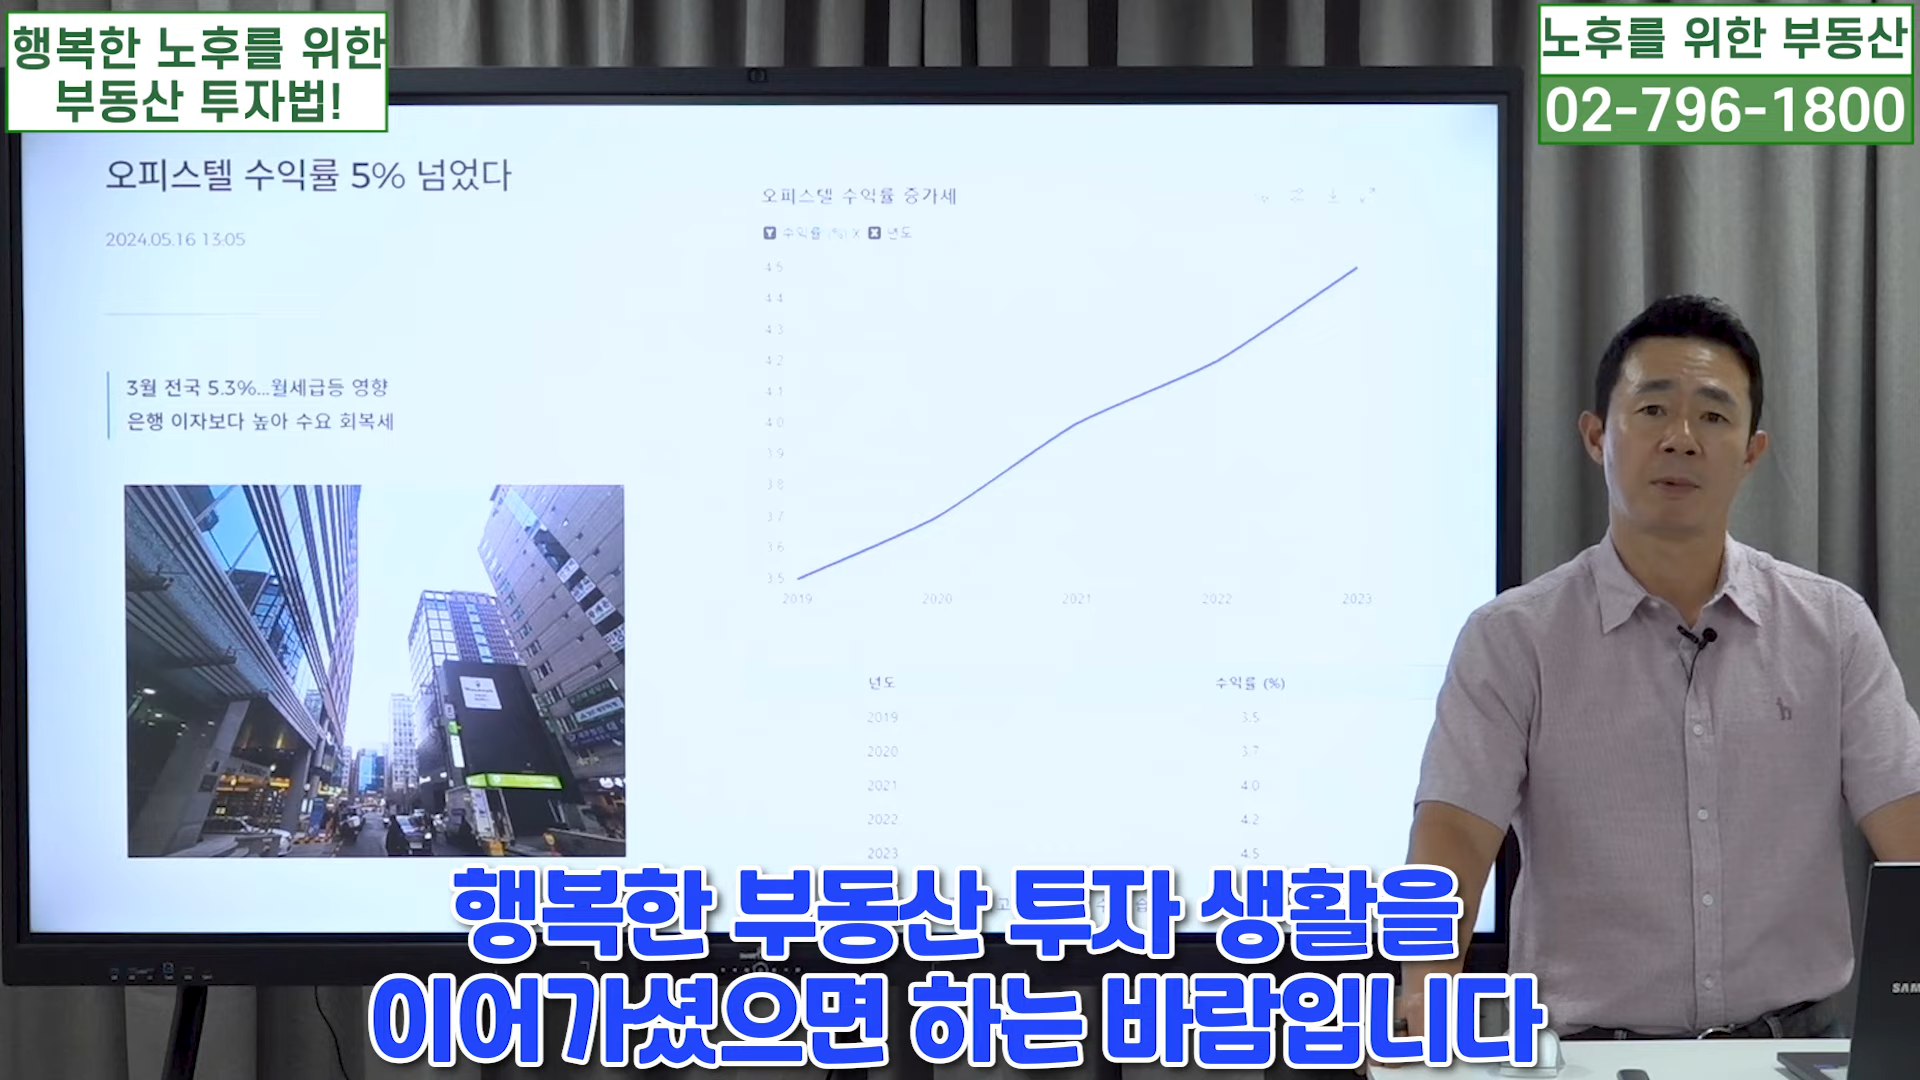 행복한 노후를 위한
부동산 투자법!
노후를 위한 부동산
02-796-1800
오피스텔 수익률 5% 넘었다
2024.05.16 13:05
3월 전국 5.3%...월세급등 영향
은행 이자보다 높아 수요 회복세
오피스텔 수익률 증가세
Y 수익률 (%) X X 년도
4.5
4.4
4.3
4.2
4.1
4.0
3.9
3.8
3.7
3.6
3.5
2019 2020 2021 2022 2023
년도 수익률 (%)
2019 3.5
2020 3.7
2021 4.0
2022 4.2
2023 4.5
행복한 부동산 투자 생활을
이어가셨으면 하는 바람입니다
SAM